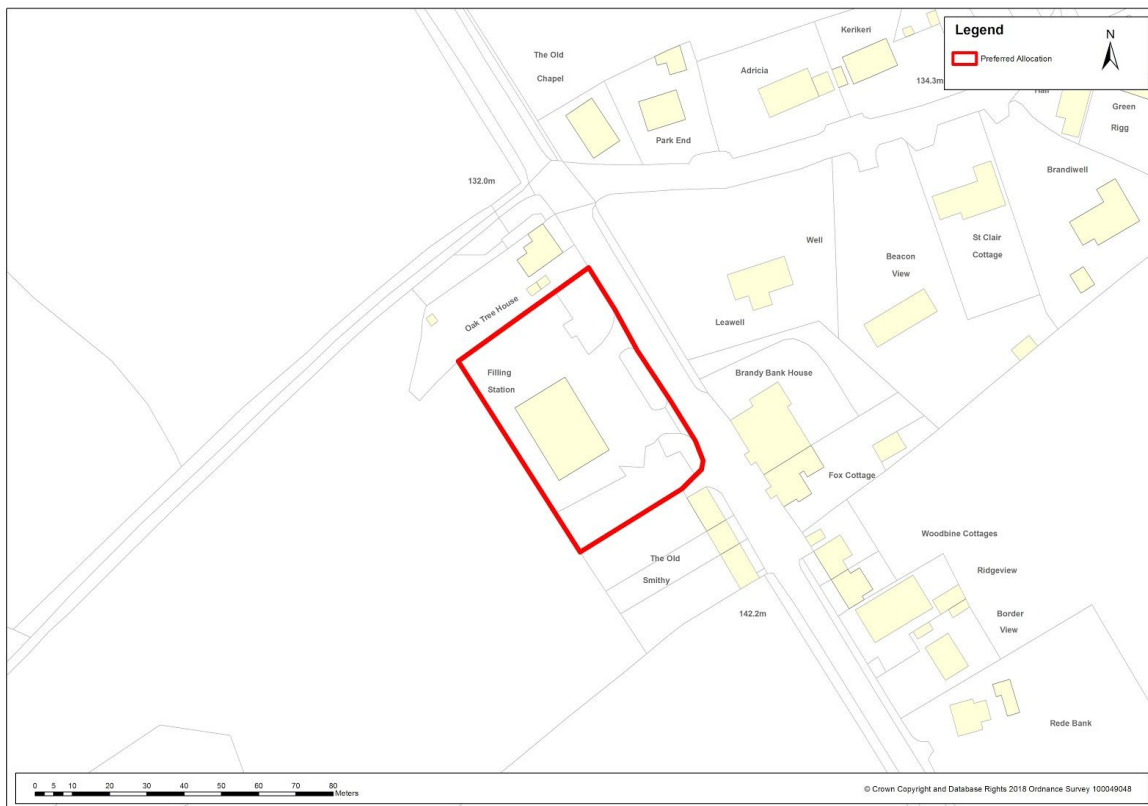 Legend
N
Preferred Allocation
Kerikeri
The Old
Chapel
Adricia
134.3m
Hall
Green
Rigg
Park End
Brandiwell
132.0m
Well
St Clair
Cottage
Beacon
View
Oak Tree House
Leawell
Filling
Station
Brandy Bank House
Fox Cottage
Woodbine Cottages
The Old
Smithy
Ridgeview
142.2m
Border
View
Rede Bank
0 5 10 20 30 40 50 60 70 80
Meters
© Crown Copyright and Database Rights 2018 Ordnance Survey 100049048